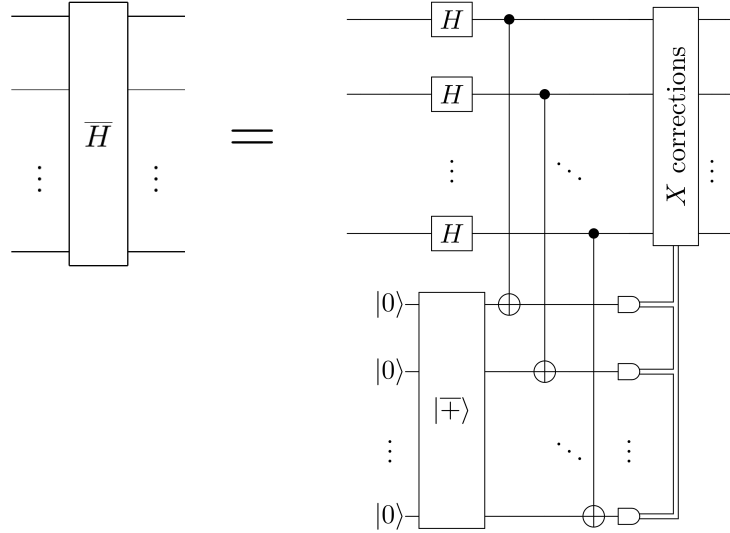 H
H
⋮ ⋱ ⋮
H̅ =
⋮ ⋮
H
X corrections
|0⟩
|0⟩
|+̅⟩
⋮ ⋱ ⋮
|0⟩